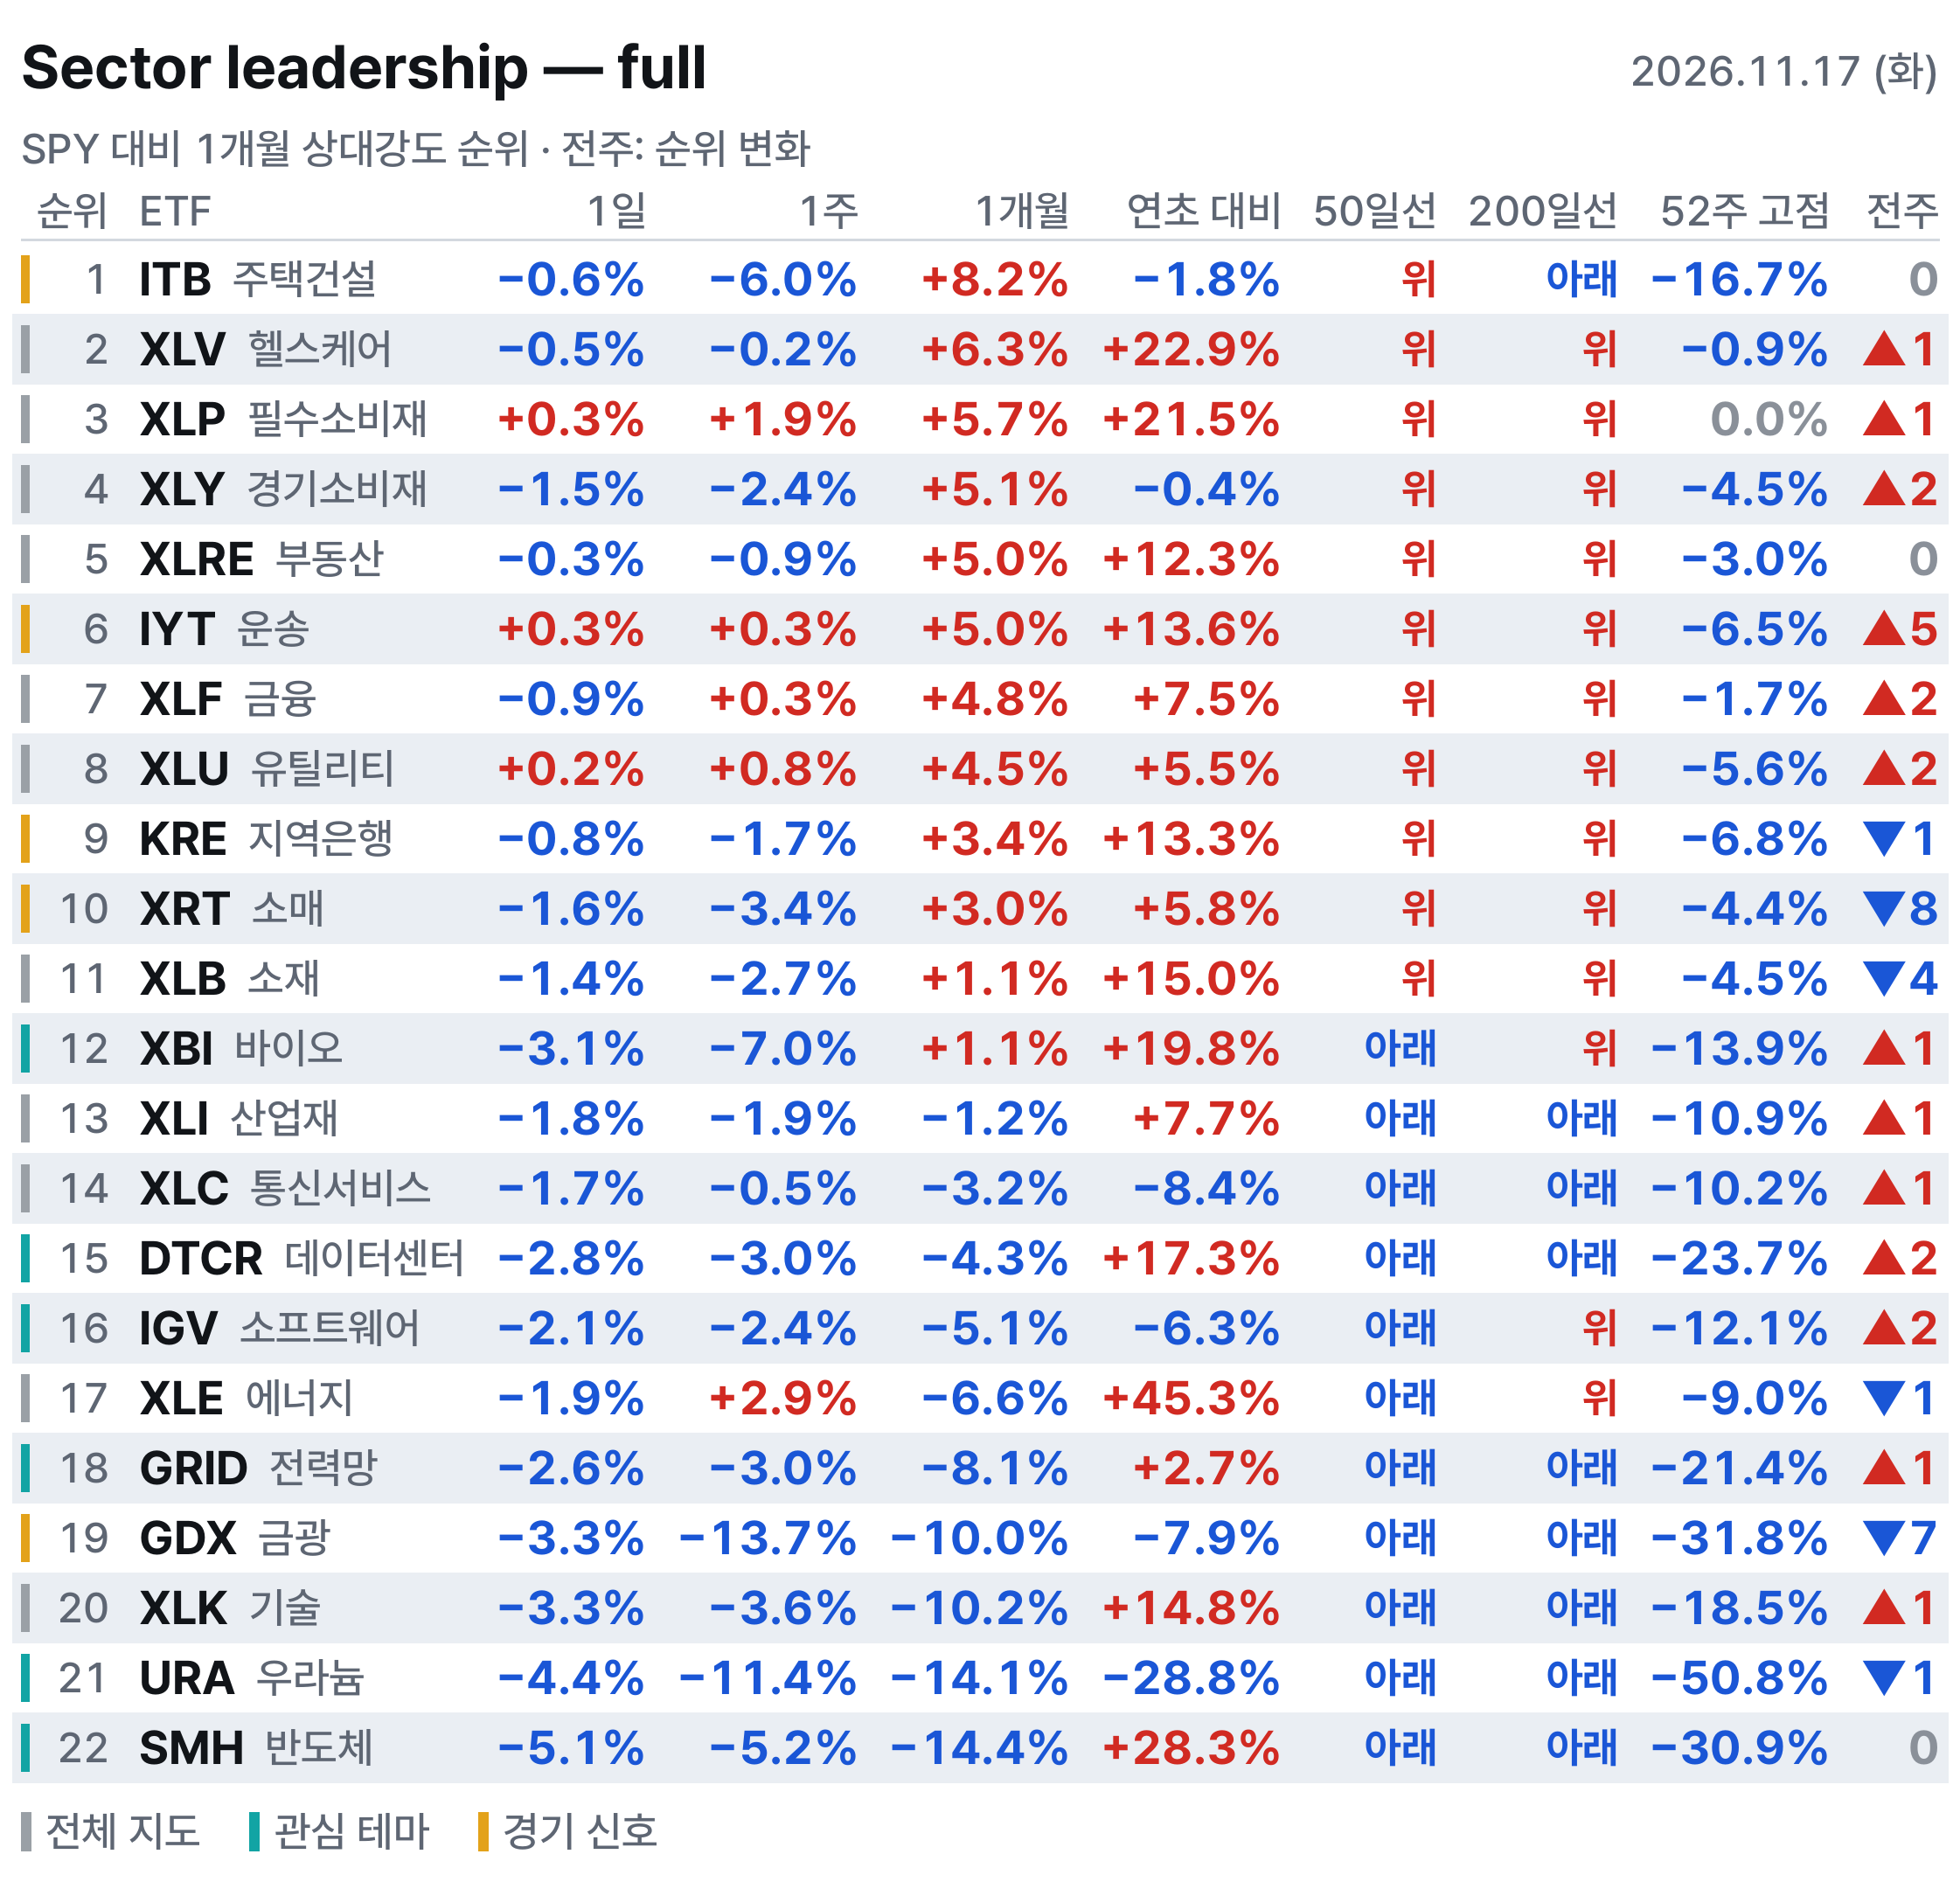 Sector leadership — full
2026.11.17 (화)
SPY 대비 1개월 상대강도 순위 · 전주: 순위 변화
순위 ETF 1일 1주 1개월 연초 대비 50일선 200일선 52주 고점 전주
1 ITB 주택건설 −0.6% −6.0% +8.2% −1.8% 위 아래 −16.7% 0
2 XLV 헬스케어 −0.5% −0.2% +6.3% +22.9% 위 위 −0.9% ▲1
3 XLP 필수소비재 +0.3% +1.9% +5.7% +21.5% 위 위 0.0% ▲1
4 XLY 경기소비재 −1.5% −2.4% +5.1% −0.4% 위 위 −4.5% ▲2
5 XLRE 부동산 −0.3% −0.9% +5.0% +12.3% 위 위 −3.0% 0
6 IYT 운송 +0.3% +0.3% +5.0% +13.6% 위 위 −6.5% ▲5
7 XLF 금융 −0.9% +0.3% +4.8% +7.5% 위 위 −1.7% ▲2
8 XLU 유틸리티 +0.2% +0.8% +4.5% +5.5% 위 위 −5.6% ▲2
9 KRE 지역은행 −0.8% −1.7% +3.4% +13.3% 위 위 −6.8% ▼1
10 XRT 소매 −1.6% −3.4% +3.0% +5.8% 위 위 −4.4% ▼8
11 XLB 소재 −1.4% −2.7% +1.1% +15.0% 위 위 −4.5% ▼4
12 XBI 바이오 −3.1% −7.0% +1.1% +19.8% 아래 위 −13.9% ▲1
13 XLI 산업재 −1.8% −1.9% −1.2% +7.7% 아래 아래 −10.9% ▲1
14 XLC 통신서비스 −1.7% −0.5% −3.2% −8.4% 아래 아래 −10.2% ▲1
15 DTCR 데이터센터 −2.8% −3.0% −4.3% +17.3% 아래 아래 −23.7% ▲2
16 IGV 소프트웨어 −2.1% −2.4% −5.1% −6.3% 아래 위 −12.1% ▲2
17 XLE 에너지 −1.9% +2.9% −6.6% +45.3% 아래 위 −9.0% ▼1
18 GRID 전력망 −2.6% −3.0% −8.1% +2.7% 아래 아래 −21.4% ▲1
19 GDX 금광 −3.3% −13.7% −10.0% −7.9% 아래 아래 −31.8% ▼7
20 XLK 기술 −3.3% −3.6% −10.2% +14.8% 아래 아래 −18.5% ▲1
21 URA 우라늄 −4.4% −11.4% −14.1% −28.8% 아래 아래 −50.8% ▼1
22 SMH 반도체 −5.1% −5.2% −14.4% +28.3% 아래 아래 −30.9% 0
전체 지도 관심 테마 경기 신호